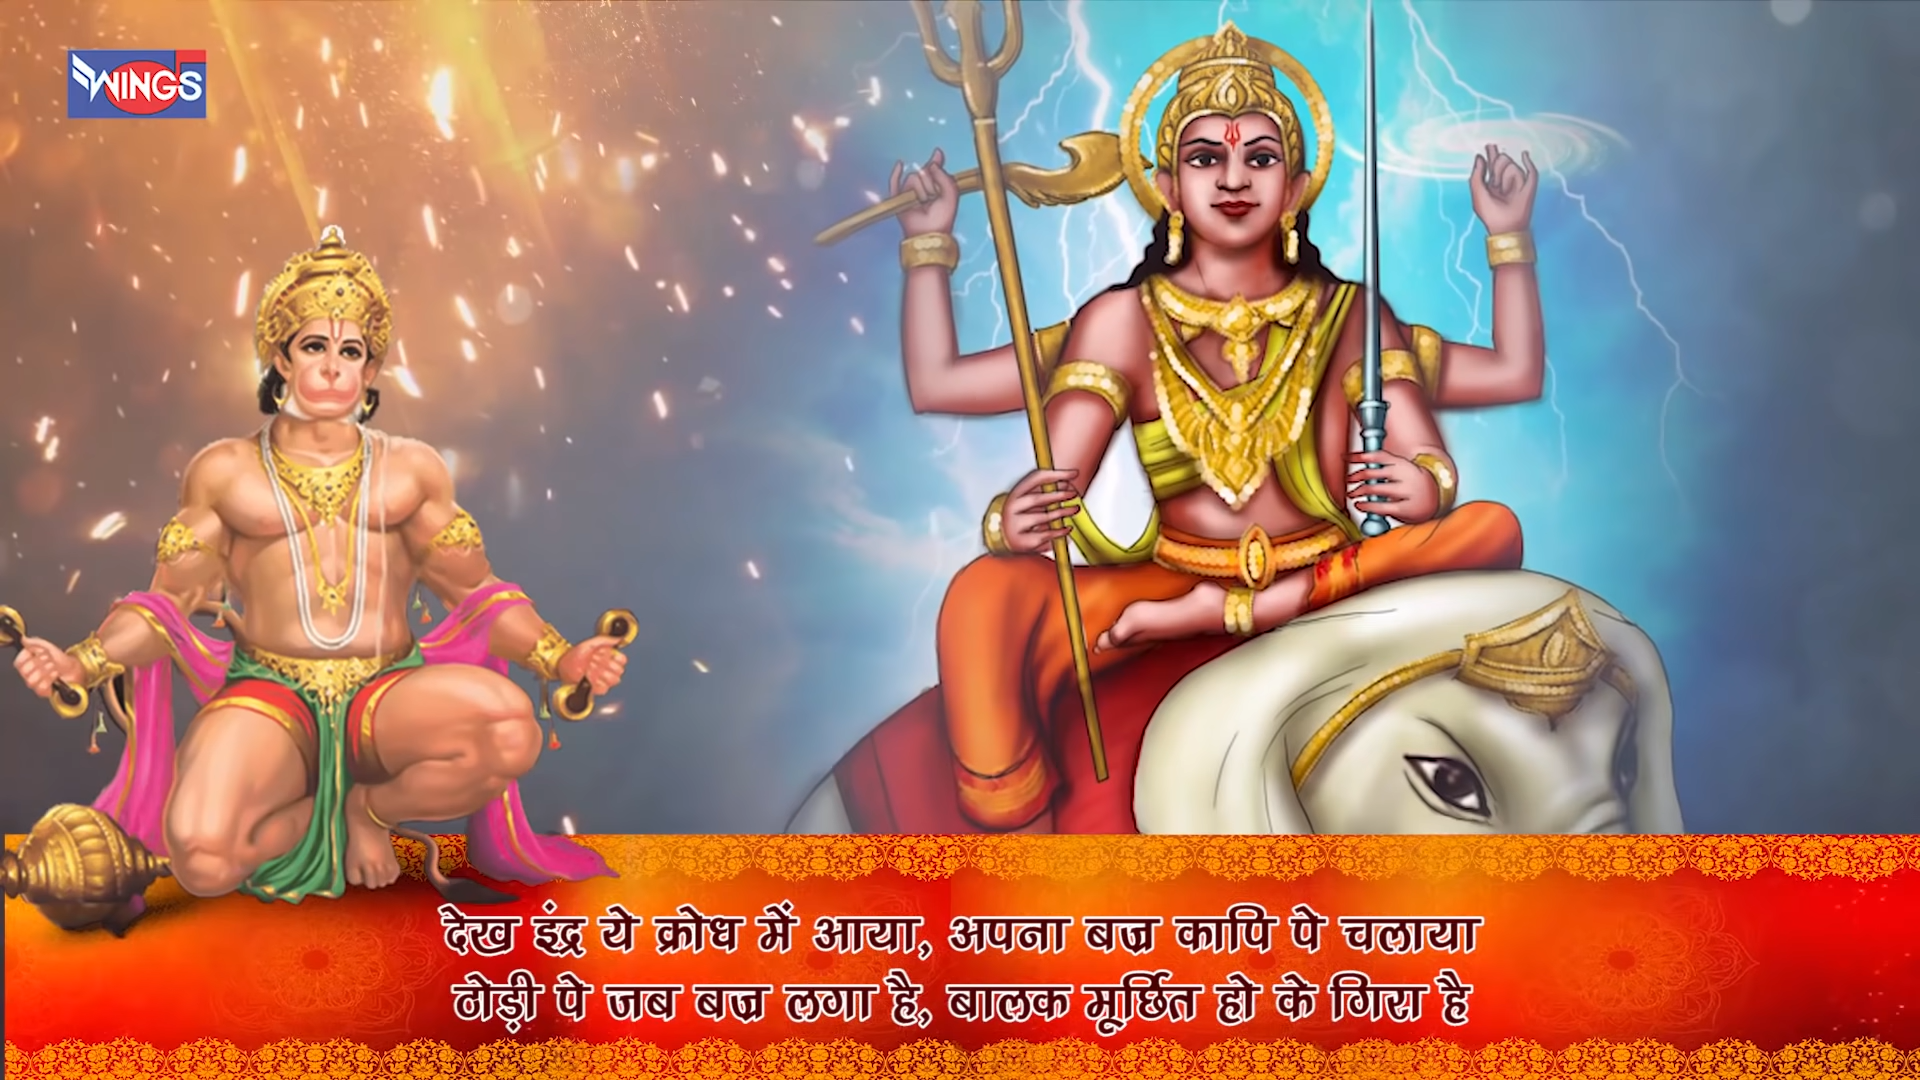 WINGS
देख इंद्र ये क्रोध में आया, अपना बज्र कापि पे चलाया
ठोड़ी पे जब बज्र लगा है, बालक मूर्छित हो के गिरा है